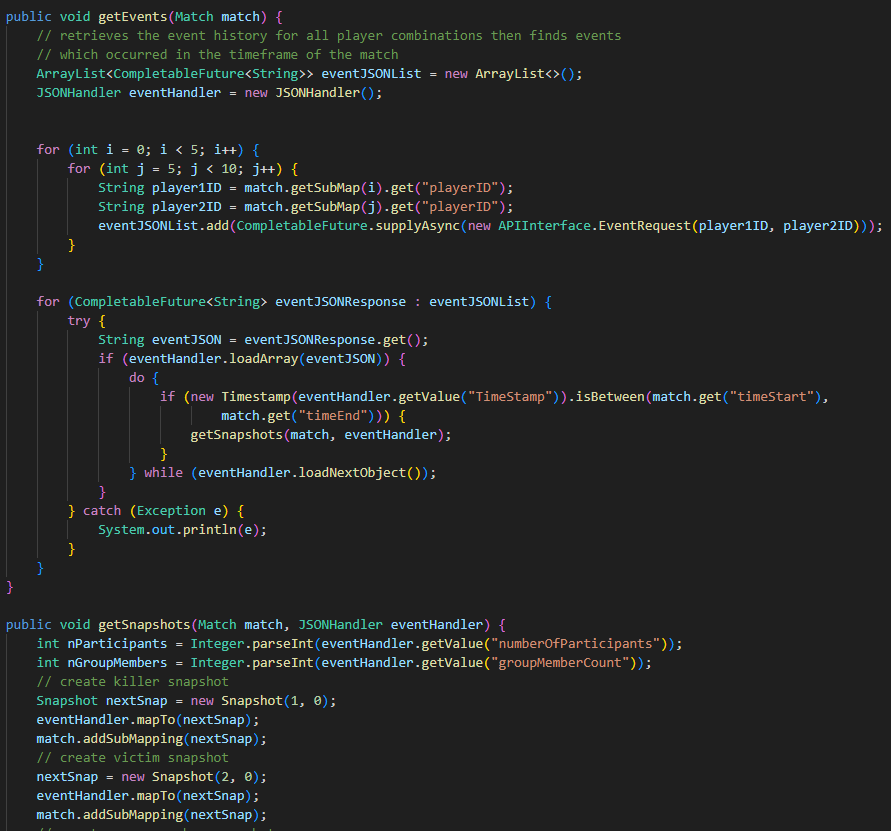 public void getEvents(Match match) {
// retrieves the event history for all player combinations then finds events
// which occurred in the timeframe of the match
ArrayList<CompletableFuture<String>> eventJSONList = new ArrayList<>();
JSONHandler eventHandler = new JSONHandler();
for (int i = 0; i < 5; i++) {
for (int j = 5; j < 10; j++) {
String player1ID = match.getSubMap(i).get("playerID");
String player2ID = match.getSubMap(j).get("playerID");
eventJSONList.add(CompletableFuture.supplyAsync(new APIInterface.EventRequest(player1ID, player2ID)));
}
}
for (CompletableFuture<String> eventJSONResponse : eventJSONList) {
try {
String eventJSON = eventJSONResponse.get();
if (eventHandler.loadArray(eventJSON)) {
do {
if (new Timestamp(eventHandler.getValue("TimeStamp")).isBetween(match.get("timeStart"),
match.get("timeEnd"))) {
getSnapshots(match, eventHandler);
}
} while (eventHandler.loadNextObject());
}
} catch (Exception e) {
System.out.println(e);
}
}
}
public void getSnapshots(Match match, JSONHandler eventHandler) {
int nParticipants = Integer.parseInt(eventHandler.getValue("numberOfParticipants"));
int nGroupMembers = Integer.parseInt(eventHandler.getValue("groupMemberCount"));
// create killer snapshot
Snapshot nextSnap = new Snapshot(1, 0);
eventHandler.mapTo(nextSnap);
match.addSubMapping(nextSnap);
// create victim snapshot
nextSnap = new Snapshot(2, 0);
eventHandler.mapTo(nextSnap);
match.addSubMapping(nextSnap);